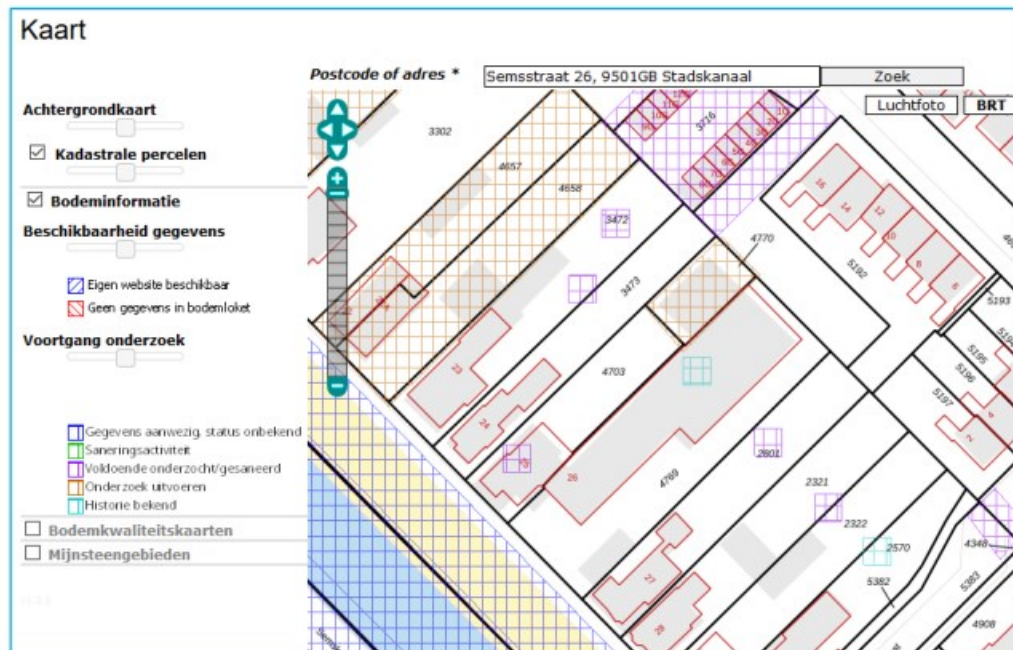 Kaart
Postcode of adres *
Semsstraat 26, 9501GB Stadskanaal
Zoek
Luchtfoto
BRT
Achtergrondkaart
Kadastrale percelen
Bodeminformatie
Beschikbaarheid gegevens
Eigen website beschikbaar
Geen gegevens in bodemloket
Voortgang onderzoek
Gegevens aanwezig, status onbekend
Saneringsactiviteit
Voldoende onderzocht/gesaneerd
Onderzoek uitvoeren
Historie bekend
Bodemkwaliteitskaarten
Mijnsteengebieden
3302
4657
4658
3716
3472
3473
4770
4703
4769
2601
2321
2322
2570
5382
5383
4348
4908
5192
5193
5195
5196
5197
16
14
12
10
8
6
4
2
23
24
25
26
27
28